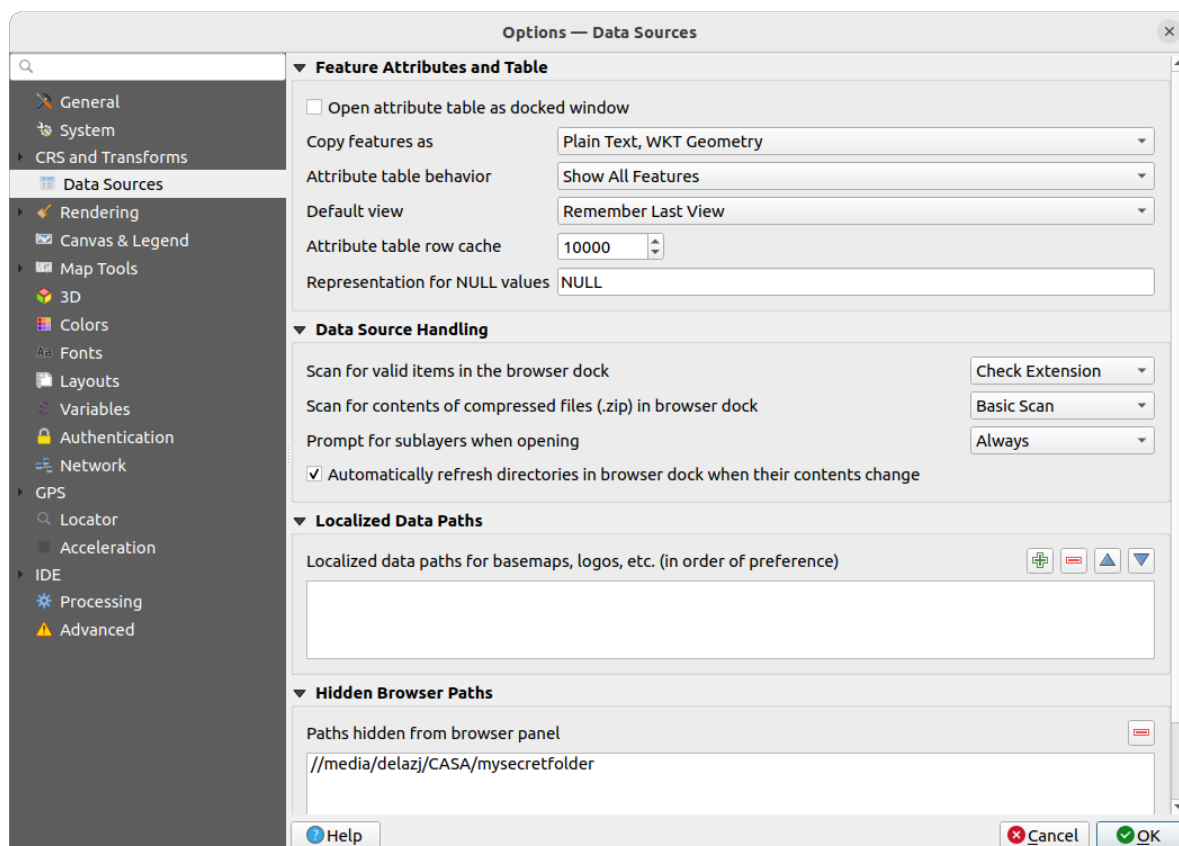 Options — Data Sources
General
System
CRS and Transforms
Data Sources
Rendering
Canvas & Legend
Map Tools
3D
Colors
Fonts
Layouts
Variables
Authentication
Network
GPS
Locator
Acceleration
IDE
Processing
Advanced
Feature Attributes and Table
Open attribute table as docked window
Copy features as Plain Text, WKT Geometry
Attribute table behavior Show All Features
Default view Remember Last View
Attribute table row cache 10000
Representation for NULL values NULL
Data Source Handling
Scan for valid items in the browser dock Check Extension
Scan for contents of compressed files (.zip) in browser dock Basic Scan
Prompt for sublayers when opening Always
Automatically refresh directories in browser dock when their contents change
Localized Data Paths
Localized data paths for basemaps, logos, etc. (in order of preference)
Hidden Browser Paths
Paths hidden from browser panel
//media/delazj/CASA/mysecretfolder
Help Cancel OK